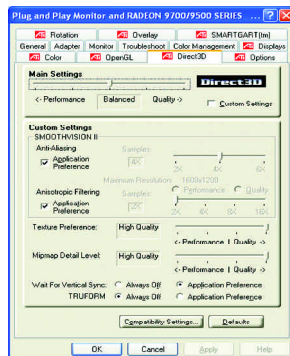 Plug and Play Monitor and RADEON 9700/9500 SERIES ...
Rotation Overlay SMARTGART(tm)
General Adapter Monitor Troubleshoot Color Management Displays
Color OpenGL Direct3D Options
Main Settings
Direct3D
<- Performance Balanced Quality -> Custom Settings
Custom Settings
SMOOTHVISION II
Anti-Aliasing Samples:
Application Preference 4X
2X 4X 6X
Maximum Resolution: 1600x1200
Anisotropic Filtering Samples: Performance Quality
Application Preference 2X
2X 4X 8X 16X
Texture Preference: High Quality
<- Performance | Quality ->
Mipmap Detail Level: High Quality
<- Performance | Quality ->
Wait For Vertical Sync: Always Off Application Preference
TRUFORM Always Off Application Preference
Compatibility Settings... Defaults
OK Cancel Apply Help